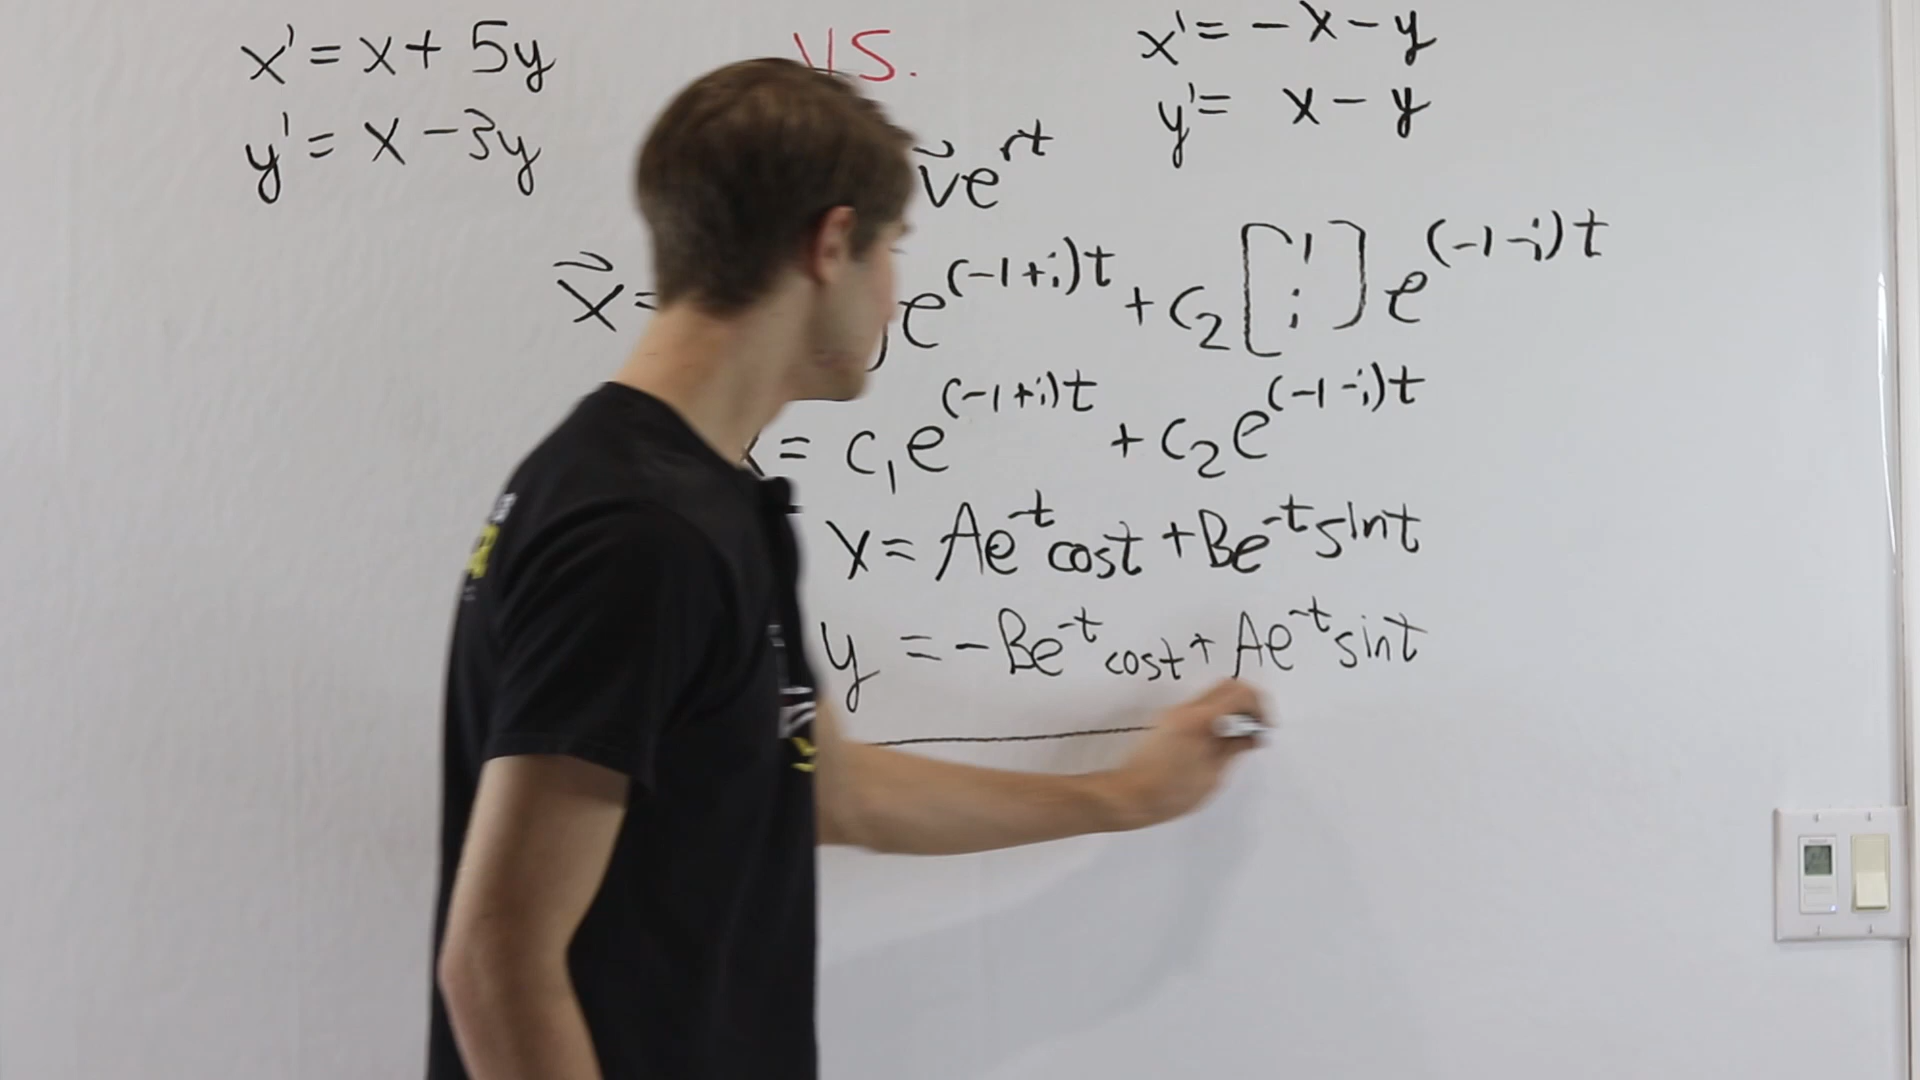 x' = x + 5y
y' = x - 3y
VS.
x' = -x - y
y' = x - y
v⃗e^rt
x⃗ = e^(-1+i)t + c₂ [1 i] e^(-1-i)t
= c₁e^(-1+i)t + c₂e^(-1-i)t
x = Ae^-t cost + Be^-t sint
y = -Be^-t cost + Ae^-t sint